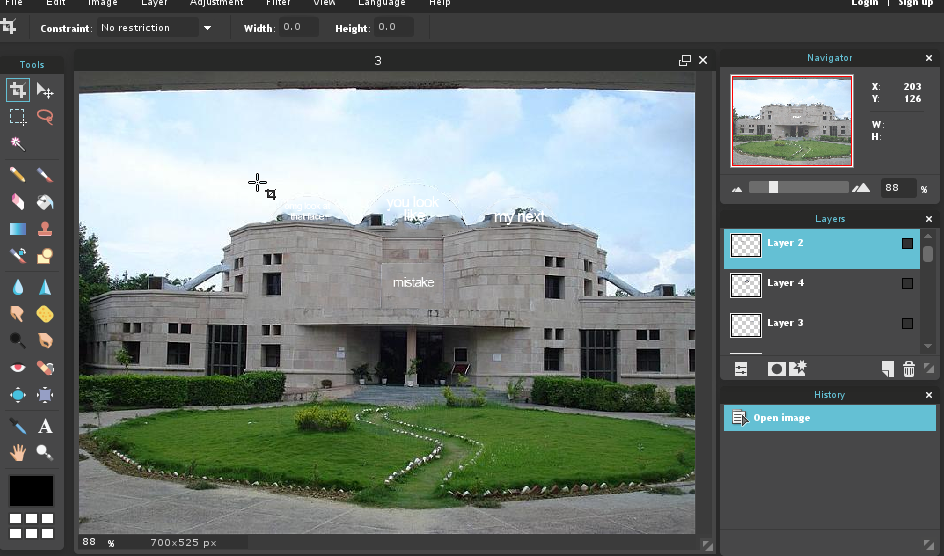 File Edit Image Layer Adjustment Filter View Language Help Login | Sign up
Constraint: No restriction Width: 0.0 Height: 0.0
Tools
3
Navigator
X: 203
Y: 126
W:
H:
88 %
Layers
Layer 2
Layer 4
Layer 3
History
Open image
you look
like
my next
mistake
A
88 % 700x525 px